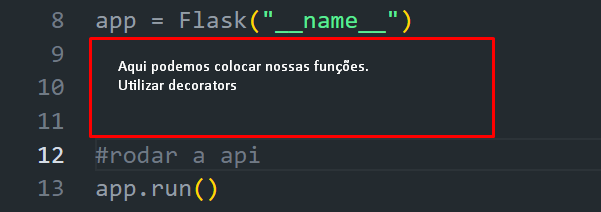 8 app = Flask("__name__")
9
Aqui podemos colocar nossas funções.
10 Utilizar decorators
11
12 #rodar a api
13 app.run()